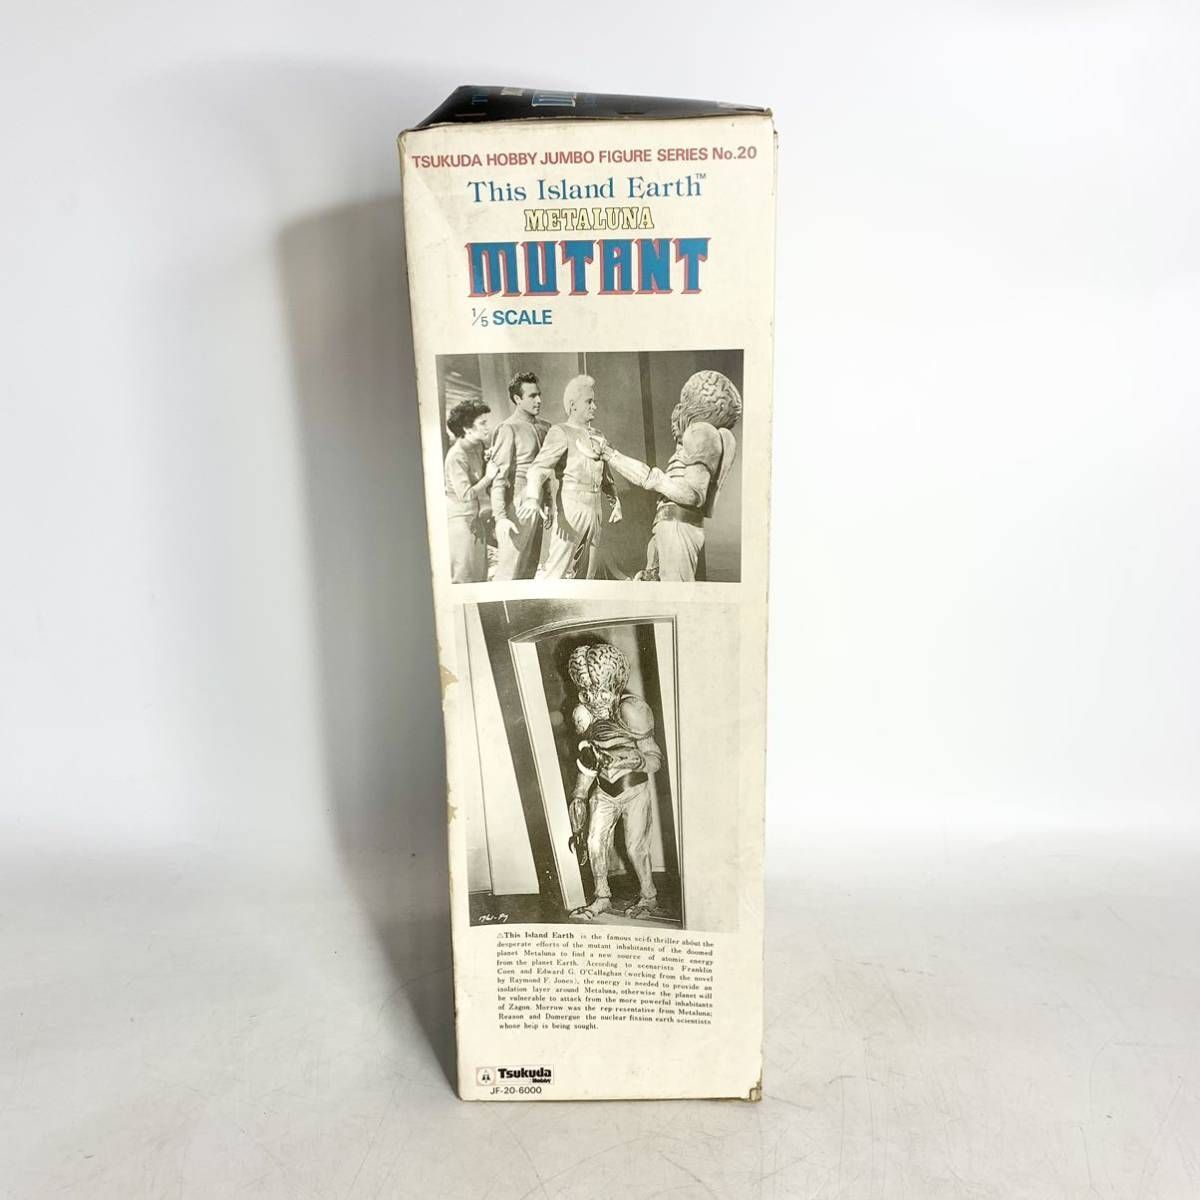 TSUKUDA HOBBY JUMBO FIGURE SERIES No.20
This Island Earth™
METALUNA
MUTANT
1/5 SCALE
1761-P7
△This Island Earth is the famous sci-fi thriller about the
desperate efforts of the mutant inhabitants of the doomed
planet Metaluna to find a new source of atomic energy
from the planet Earth. According to scenarists Franklin
Coen and Edward G. O'Callaghan (working from the novel
by Raymond F. Jones), the energy is needed to provide an
isolation layer around Metaluna, otherwise the planet will
be vulnerable to attack from the more powerful inhabitants
of Zagon. Morrow was the rep resentative from Metaluna;
Reason and Domergue the nuclear fission earth scientists
whose help is being sought.
Tsukuda
Hobby
JF-20-6000